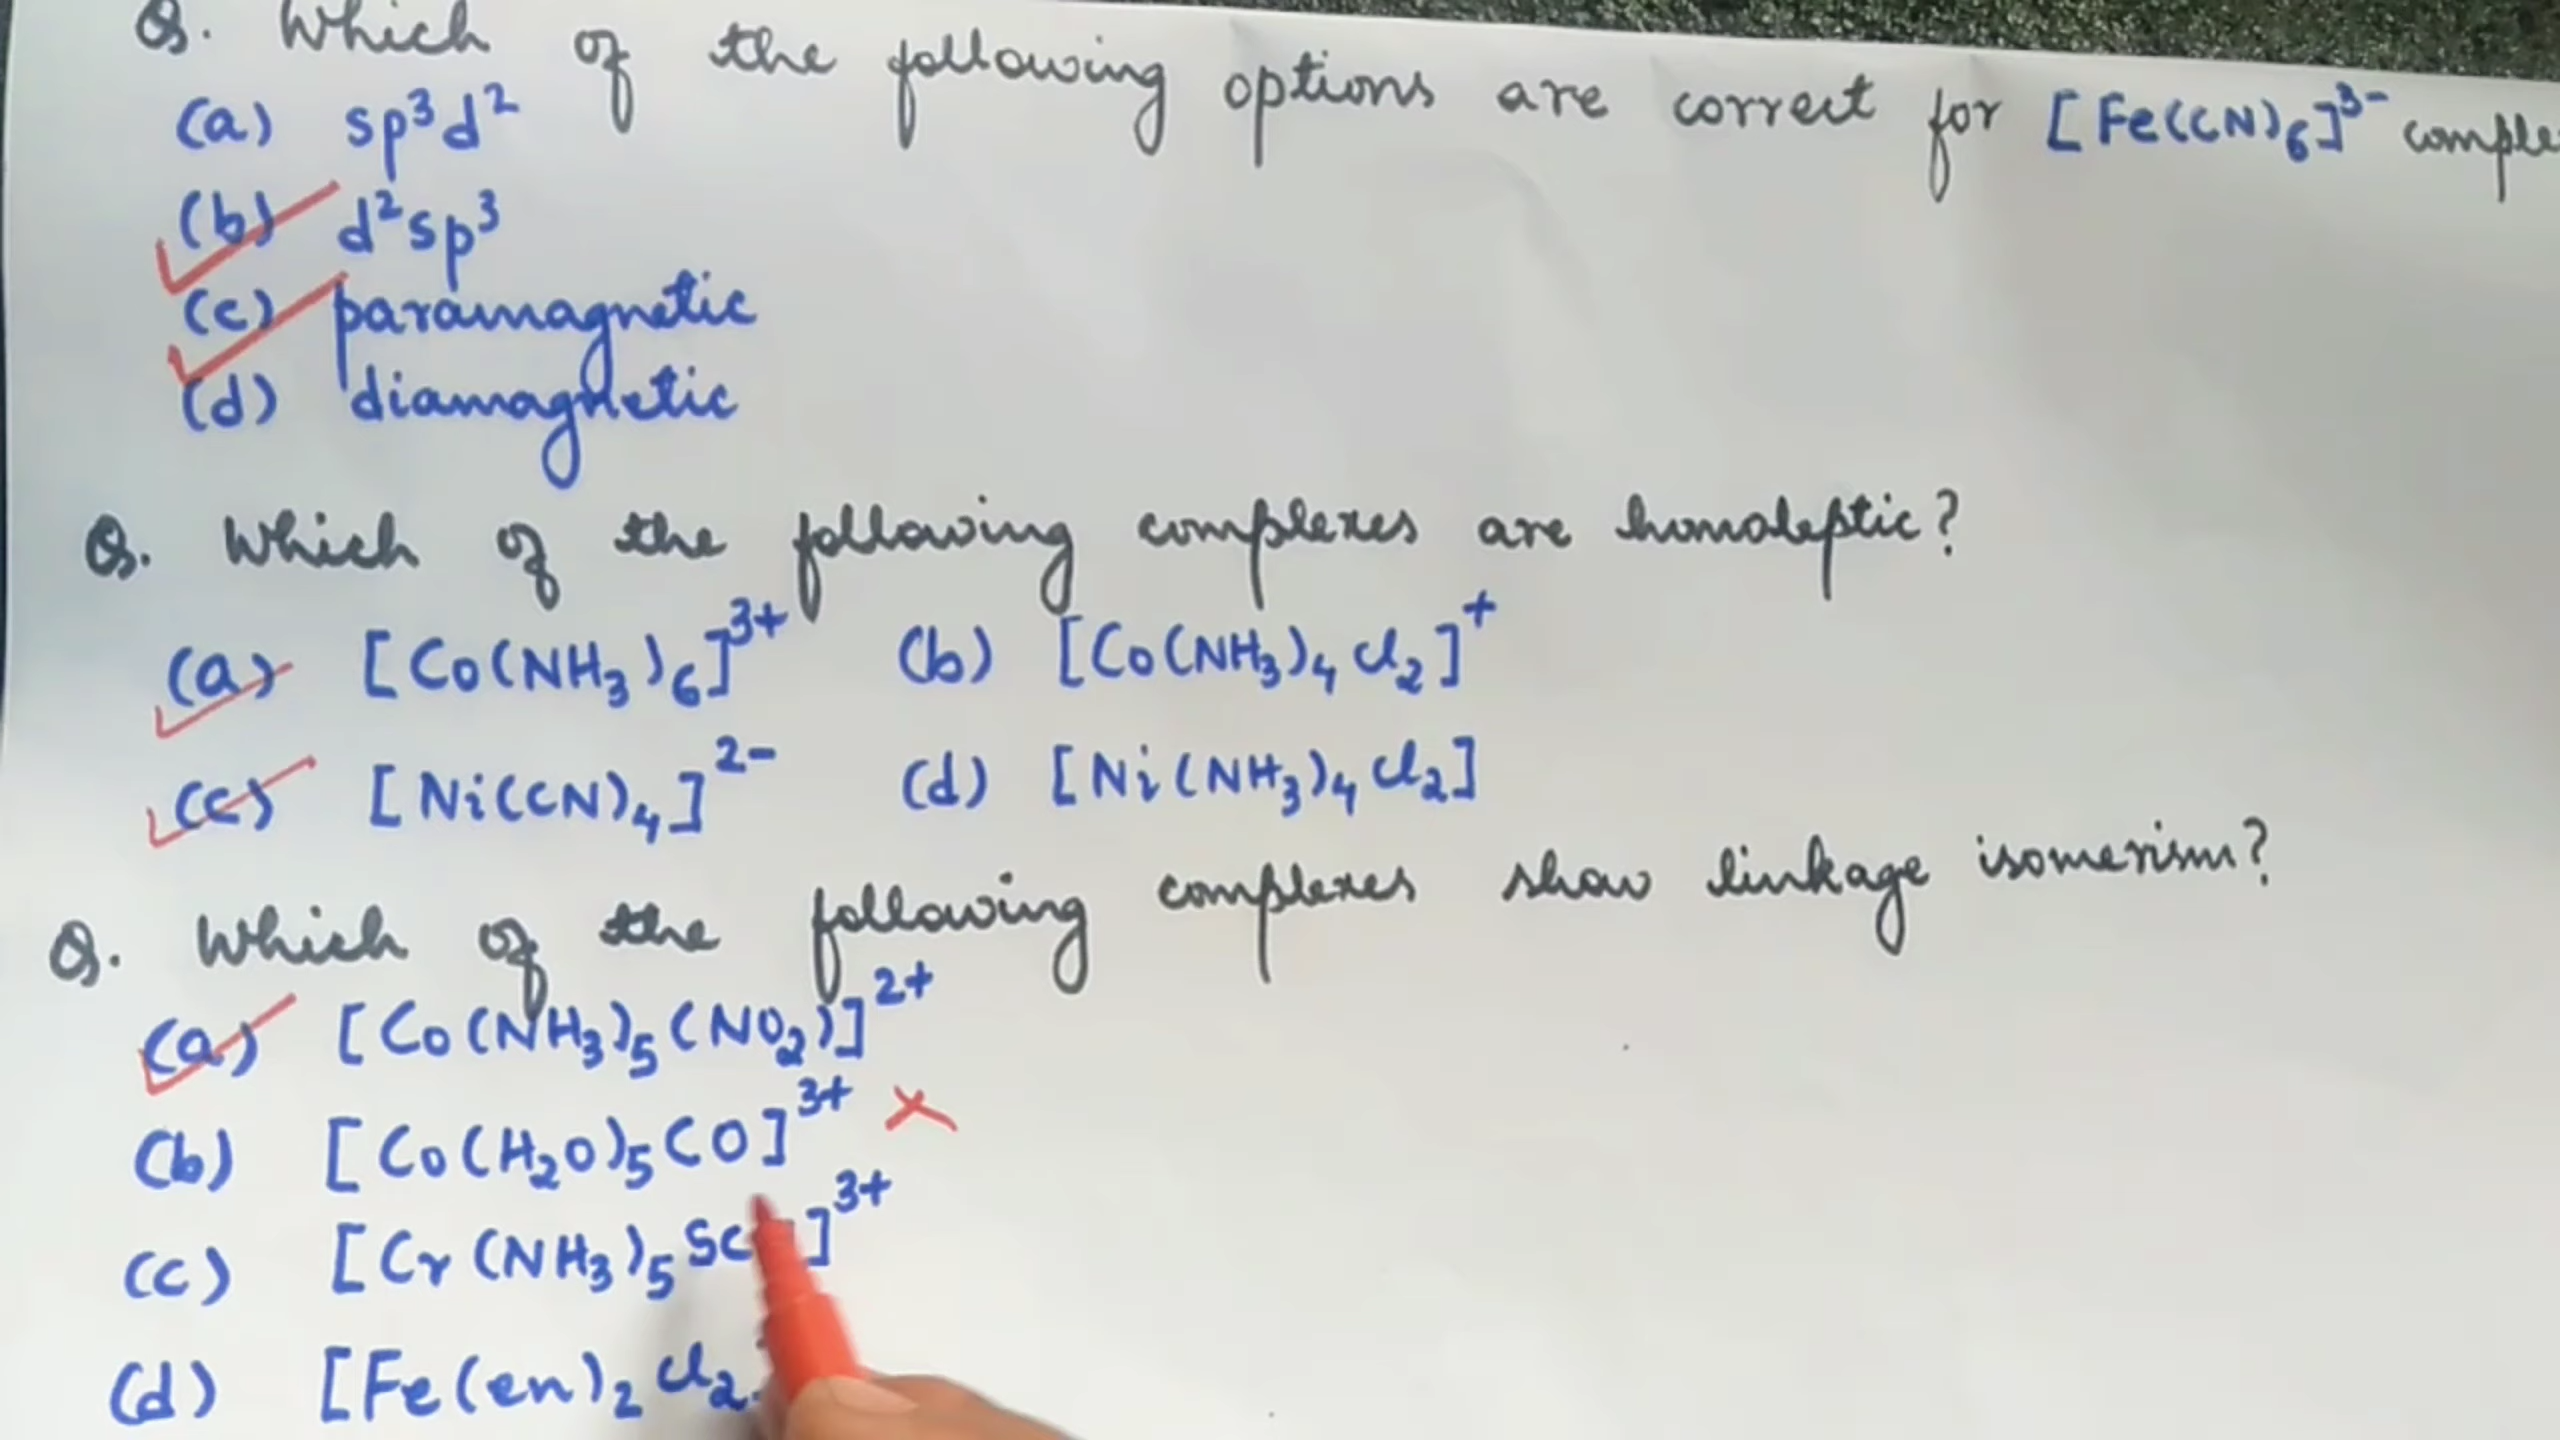 Q. Which of the following options are correct for [Fe(CN)6]³⁻
(a) sp³d²
(b) d²sp³
(c) paramagnetic
(d) diamagnetic
Q. Which of the following complexes are homoleptic?
(a) [Co(NH₃)₆]³⁺ (b) [Co(NH₃)₄Cl₂]⁺
(c) [Ni(CN)₄]²⁻ (d) [Ni(NH₃)₄Cl₂]
Q. Which of the following complexes show linkage isomerism?
(a) [Co(NH₃)₅(NO₂)]²⁺
(b) [Co(H₂O)₅CO]³⁺
(c) [Cr(NH₃)₅SC ]³⁺
(d) [Fe(en)₂Cl₂